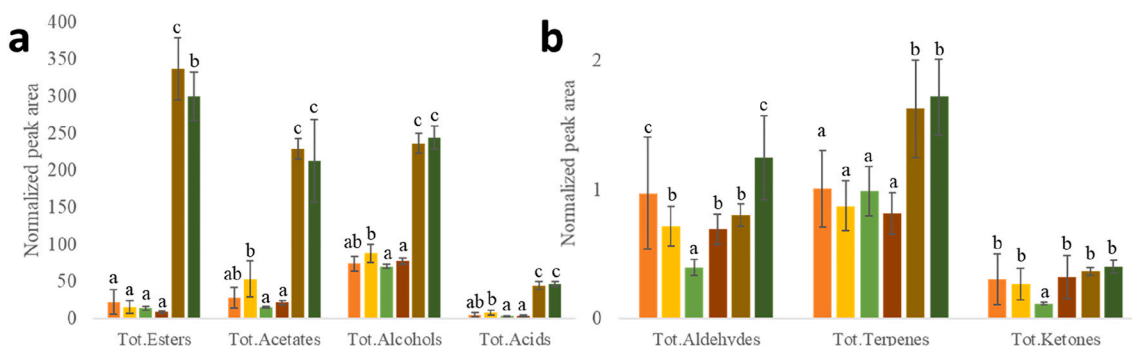 a
Normalized peak area
400
350
300
250
200
150
100
50
0
a a a a c b
ab b a a c c
ab b a a c c
ab b a a c c
Tot.Esters Tot.Acetates Tot.Alcohols Tot.Acids
b
Normalized peak area
2
1
0
c b a b b c
a a a a b b
b b a b b b
Tot.Aldehydes Tot.Terpenes Tot.Ketones